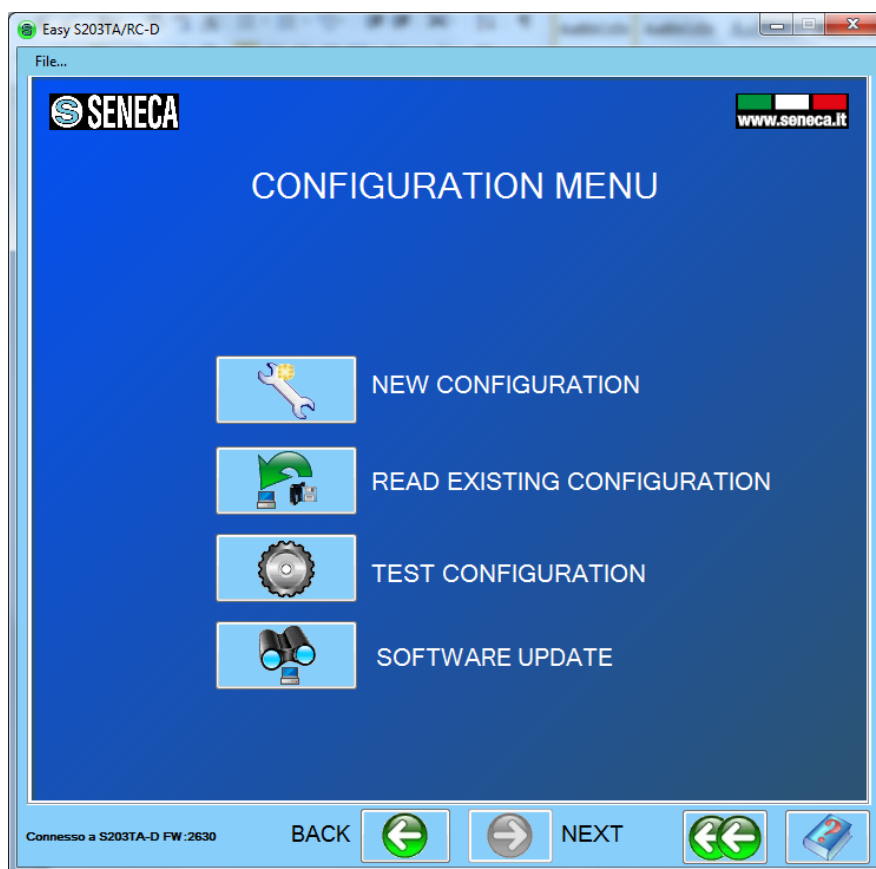 Easy S203TA/RC-D
File...
SENECA
www.seneca.it
CONFIGURATION MENU
NEW CONFIGURATION
READ EXISTING CONFIGURATION
TEST CONFIGURATION
SOFTWARE UPDATE
Connesso a S203TA-D FW:2630
BACK
NEXT